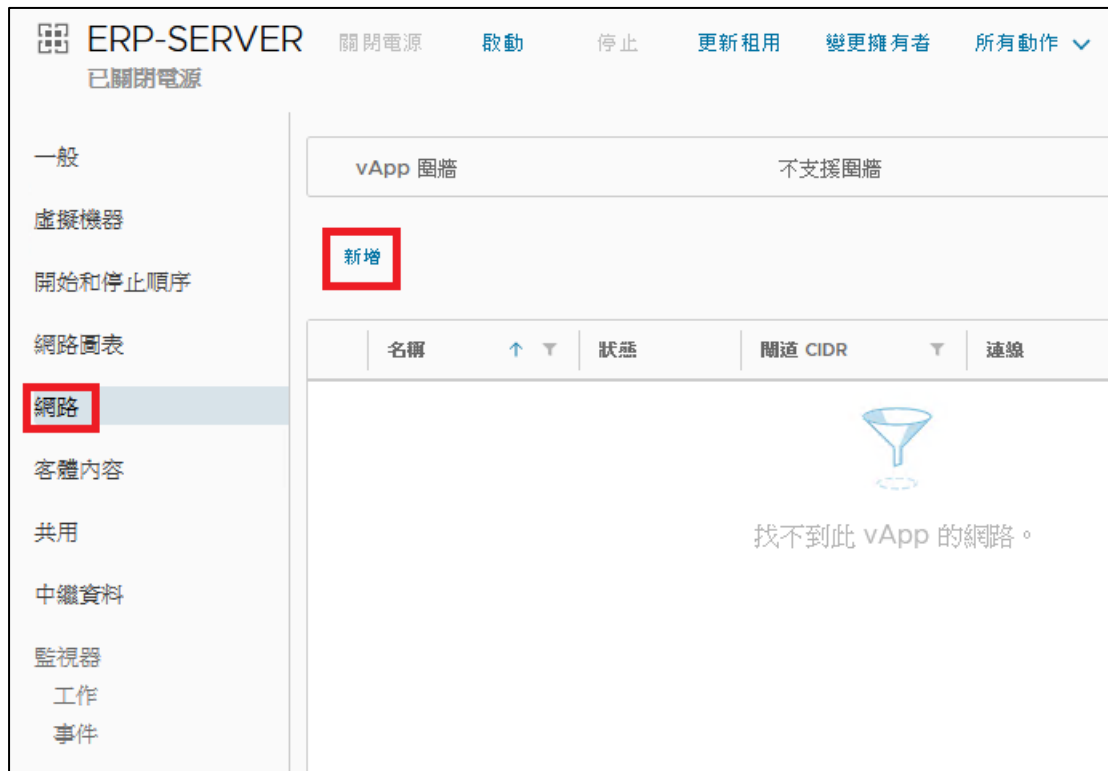 ERP-SERVER 關閉電源 啟動 停止 更新租用 變更擁有者 所有動作
已關閉電源
一般
虛擬機器
開始和停止順序
網路圖表
網路
客體內容
共用
中繼資料
監視器
工作
事件
vApp 圍牆 不支援圍牆
新增
名稱 狀態 閘道 CIDR 連線
找不到此 vApp 的網路。